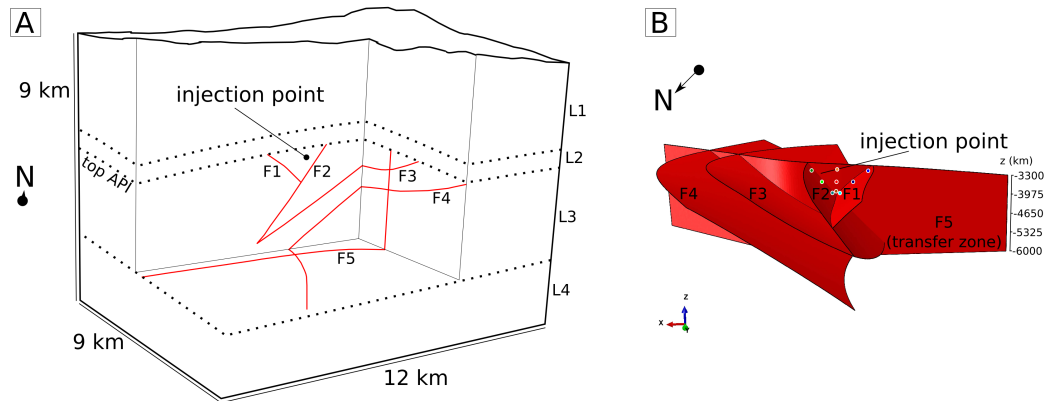 A
9 km
injection point
L1
L2
top API
F1
F2
F3
F4
N
L3
F5
L4
9 km
12 km
B
N
injection point
z (km)
-3300
-3975
-4650
-5325
-6000
F4
F3
F2
F1
F5
(transfer zone)
z
x